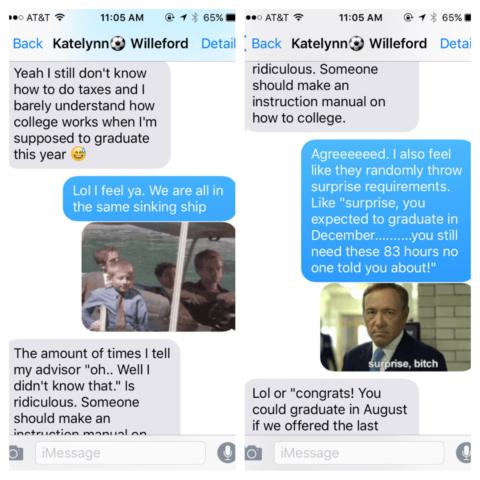 AT&T 11:05 AM 65%
Back Katelynn⚽ Willeford Detail
Yeah I still don't know
how to do taxes and I
barely understand how
college works when I'm
supposed to graduate
this year 😅
Lol I feel ya. We are all in
the same sinking ship
The amount of times I tell
my advisor "oh.. Well I
didn't know that." Is
ridiculous. Someone
should make an
instruction manual on
iMessage
AT&T 11:05 AM 65%
Back Katelynn⚽ Willeford Detai
ridiculous. Someone
should make an
instruction manual on
how to college.
Agreeeeeed. I also feel
like they randomly throw
surprise requirements.
Like "surprise, you
expected to graduate in
December..........you still
need these 83 hours no
one told you about!"
surprise, bitch
Lol or "congrats! You
could graduate in August
if we offered the last
iMessage